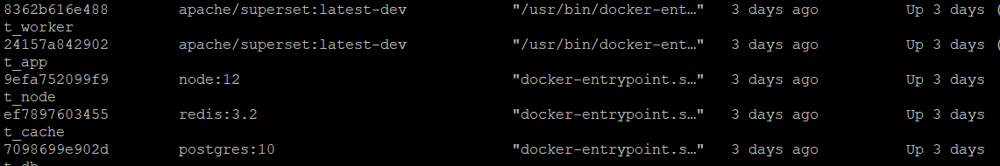 8362b616e488 apache/superset:latest-dev "/usr/bin/docker-ent…" 3 days ago Up 3 days (
t_worker
24157a842902 apache/superset:latest-dev "/usr/bin/docker-ent…" 3 days ago Up 3 days (
t_app
9efa752099f9 node:12 "docker-entrypoint.s…" 3 days ago Up 3 days
t_node
ef7897603455 redis:3.2 "docker-entrypoint.s…" 3 days ago Up 3 days
t_cache
7098699e902d postgres:10 "docker-entrypoint.s…" 3 days ago Up 3 days
t_db